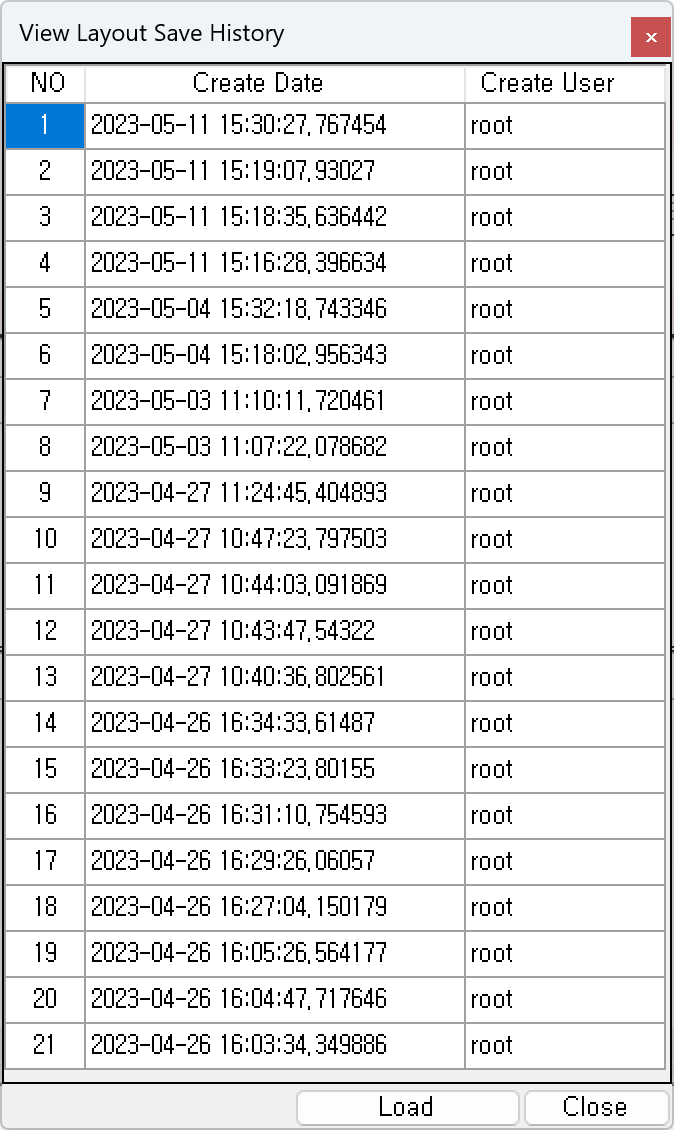 View Layout Save History
×
NO Create Date Create User
1 2023-05-11 15:30:27.767454 root
2 2023-05-11 15:19:07.93027 root
3 2023-05-11 15:18:35.636442 root
4 2023-05-11 15:16:28.396634 root
5 2023-05-04 15:32:18.743346 root
6 2023-05-04 15:18:02.956343 root
7 2023-05-03 11:10:11.720461 root
8 2023-05-03 11:07:22.078682 root
9 2023-04-27 11:24:45.404893 root
10 2023-04-27 10:47:23.797503 root
11 2023-04-27 10:44:03.091869 root
12 2023-04-27 10:43:47.54322 root
13 2023-04-27 10:40:36.802561 root
14 2023-04-26 16:34:33.61487 root
15 2023-04-26 16:33:23.80155 root
16 2023-04-26 16:31:10.754593 root
17 2023-04-26 16:29:26.06057 root
18 2023-04-26 16:27:04.150179 root
19 2023-04-26 16:05:26.564177 root
20 2023-04-26 16:04:47.717646 root
21 2023-04-26 16:03:34.349886 root
Load Close